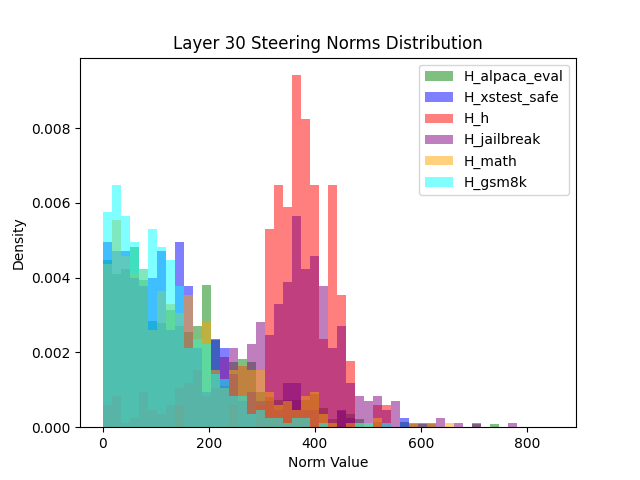 Layer 30 Steering Norms Distribution
H_alpaca_eval
H_xstest_safe
H_h
H_jailbreak
H_math
H_gsm8k
Density
0.008
0.006
0.004
0.002
0.000
0
200
400
600
800
Norm Value